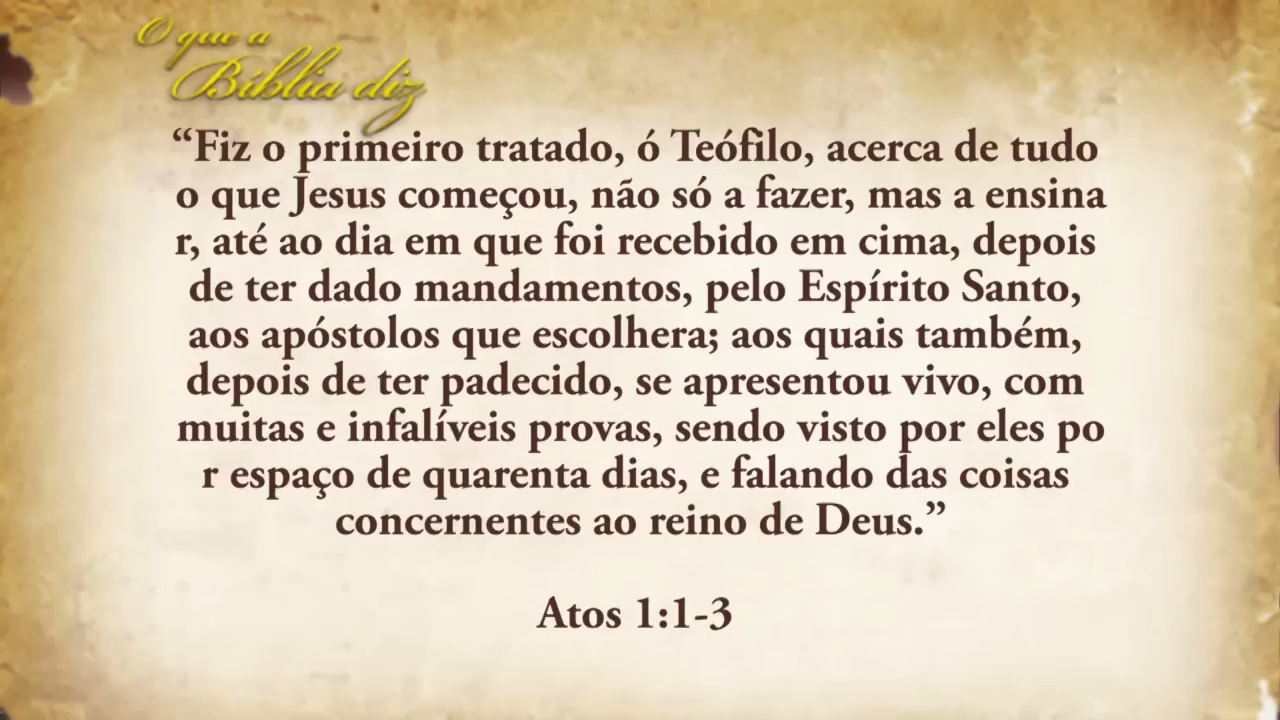 O que a
Bíblia diz
“Fiz o primeiro tratado, ó Teófilo, acerca de tudo
o que Jesus começou, não só a fazer, mas a ensina
r, até ao dia em que foi recebido em cima, depois
de ter dado mandamentos, pelo Espírito Santo,
aos apóstolos que escolhera; aos quais também,
depois de ter padecido, se apresentou vivo, com
muitas e infalíveis provas, sendo visto por eles po
r espaço de quarenta dias, e falando das coisas
concernentes ao reino de Deus.”
Atos 1:1-3